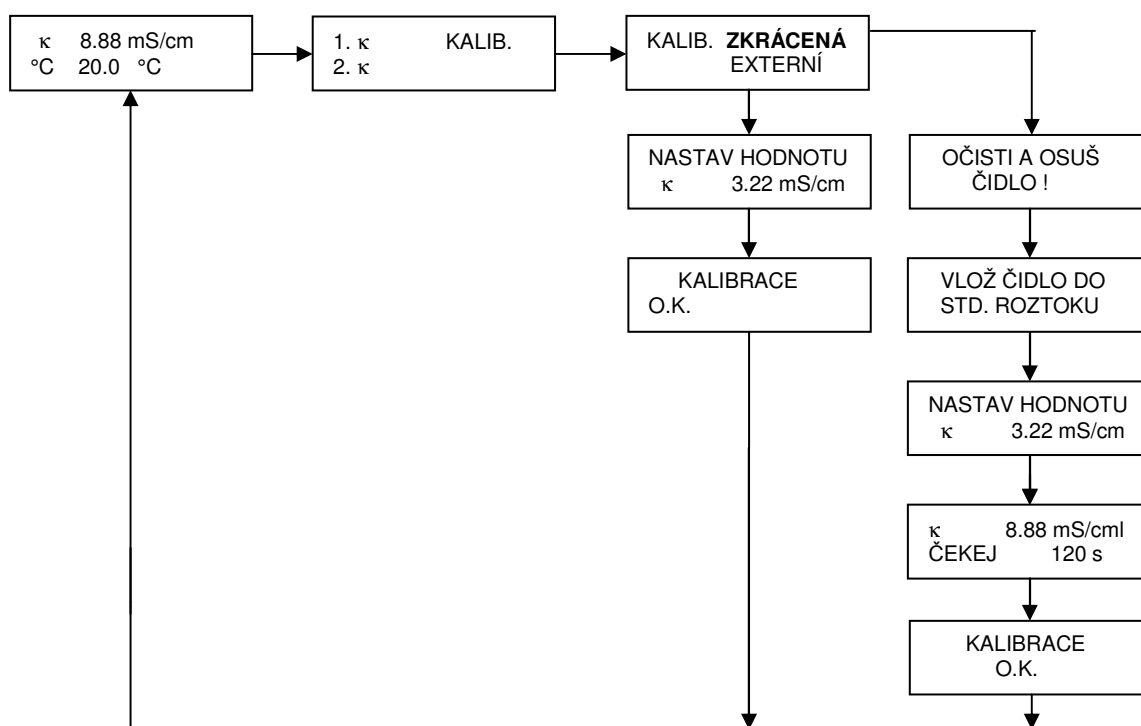 κ 8.88 mS/cm
°C 20.0 °C
1. κ KALIB.
2. κ
KALIB. ZKRÁCENÁ
EXTERNÍ
NASTAV HODNOTU
κ 3.22 mS/cm
KALIBRACE
O.K.
OČISTI A OSUŠ
ČIDLO !
VLOŽ ČIDLO DO
STD. ROZTOKU
NASTAV HODNOTU
κ 3.22 mS/cm
κ 8.88 mS/cml
ČEKEJ 120 s
KALIBRACE
O.K.